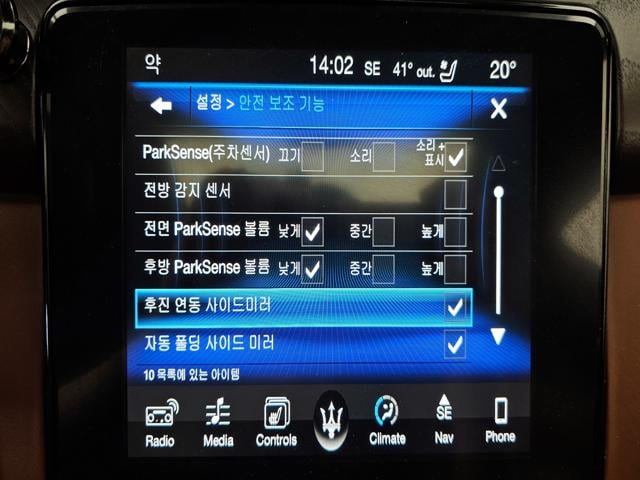 약 14:02 SE 41° out. 20°
설정 > 안전 보조 기능 X
ParkSense(주차센서) 끄기 소리 소리 + 표시
전방 감지 센서
전면 ParkSense 볼륨 낮게 중간 높게
후방 ParkSense 볼륨 낮게 중간 높게
후진 연동 사이드미러
자동 폴딩 사이드 미러
10 목록에 있는 아이템
SE
Radio Media Controls Climate Nav Phone